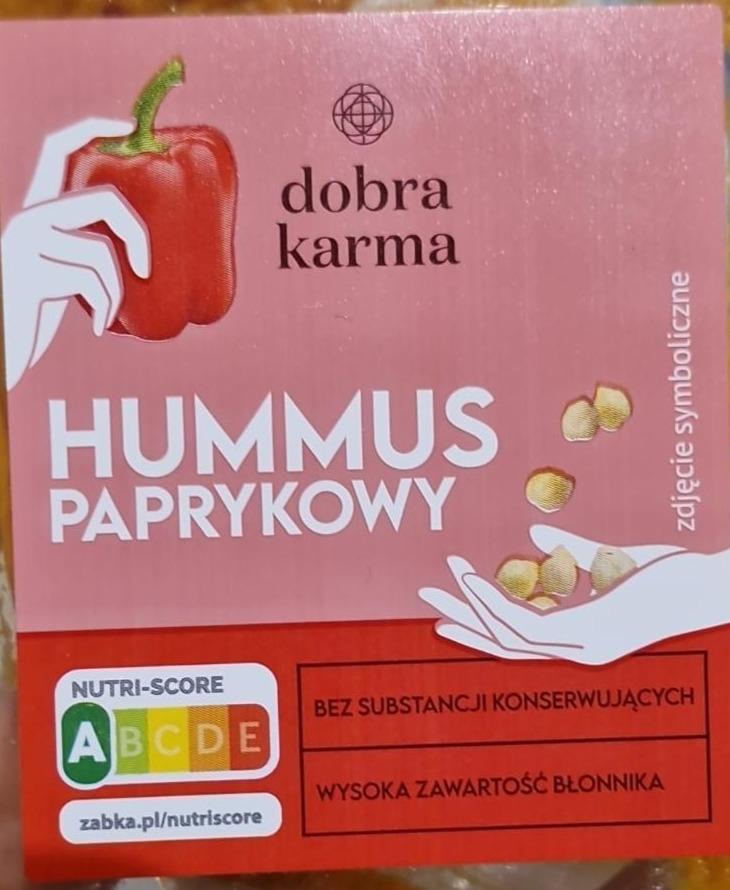 dobra
karma
HUMMUS
PAPRYKOWY
zdjęcie symboliczne
NUTRI-SCORE
A B C D E
zabka.pl/nutriscore
BEZ SUBSTANCJI KONSERWUJĄCYCH
WYSOKA ZAWARTOŚĆ BŁONNIKA